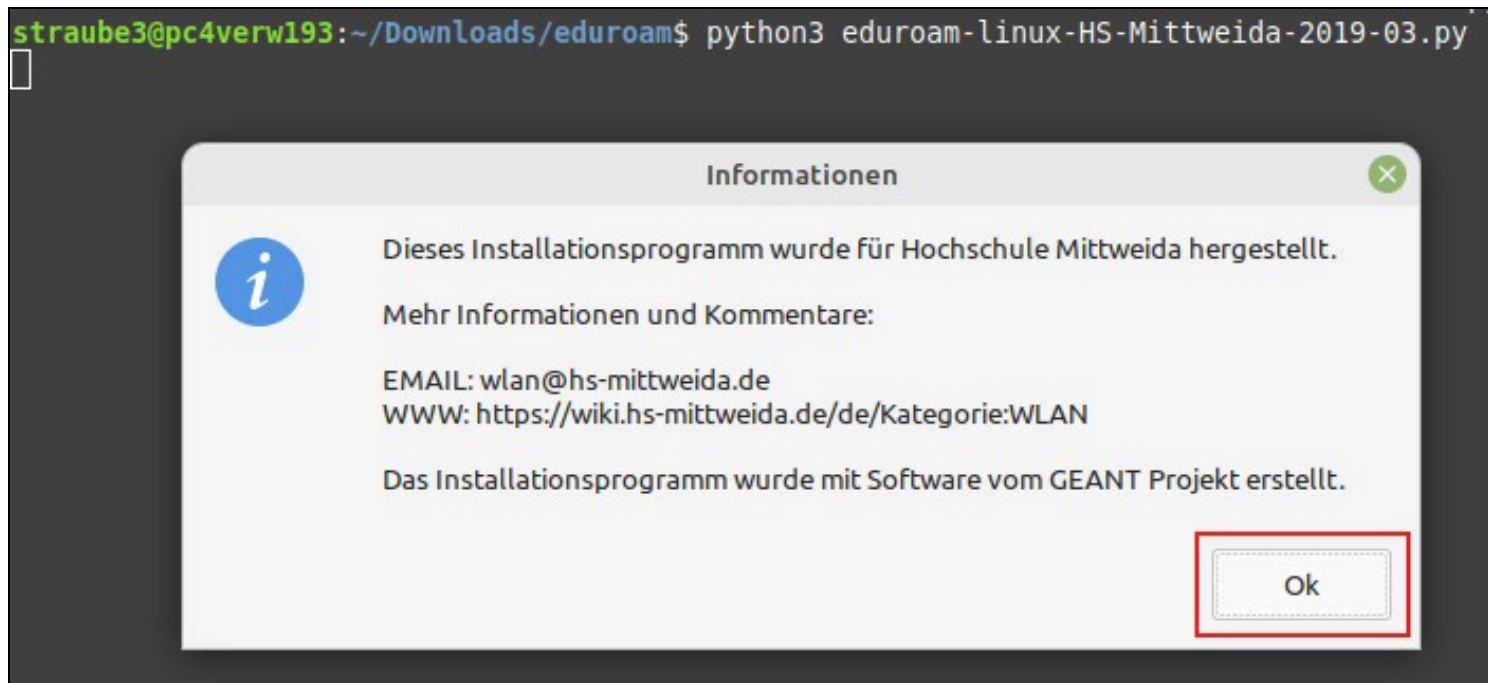 straube3@pc4verw193:~/Downloads/eduroam$ python3 eduroam-linux-HS-Mittweida-2019-03.py
Informationen
Dieses Installationsprogramm wurde für Hochschule Mittweida hergestellt.
Mehr Informationen und Kommentare:
EMAIL: wlan@hs-mittweida.de
WWW: https://wiki.hs-mittweida.de/de/Kategorie:WLAN
Das Installationsprogramm wurde mit Software vom GEANT Projekt erstellt.
Ok